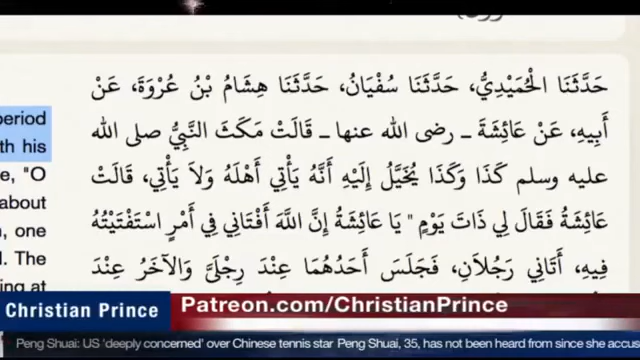 حَدَّثَنَا الْحُمَيْدِيُّ، حَدَّثَنَا سُفْيَانُ، حَدَّثَنَا هِشَامُ بْنُ عُرْوَةَ، عَنْ
أَبِيهِ، عَنْ عَائِشَةَ ـ رضى الله عنها ـ قَالَتْ مَكَثَ النَّبِيُّ صلى الله
عليه وسلم كَذَا وَكَذَا يُخَيَّلُ إِلَيْهِ أَنَّهُ يَأْتِي أَهْلَهُ وَلاَ يَأْتِي، قَالَتْ
عَائِشَةُ فَقَالَ لِي ذَاتَ يَوْمٍ " يَا عَائِشَةُ إِنَّ اللَّهَ أَفْتَانِي فِي أَمْرٍ اسْتَفْتَيْتُهُ
فِيهِ، أَتَانِي رَجُلاَنِ، فَجَلَسَ أَحَدُهُمَا عِنْدَ رِجْلَىَّ وَالآخَرُ عِنْدَ
period
th his
e, "O
about
, one
. The
ing at
Christian Prince
Patreon.com/ChristianPrince
Peng Shuai: US 'deeply concerned' over Chinese tennis star Peng Shuai, 35, has not been heard from since she accus